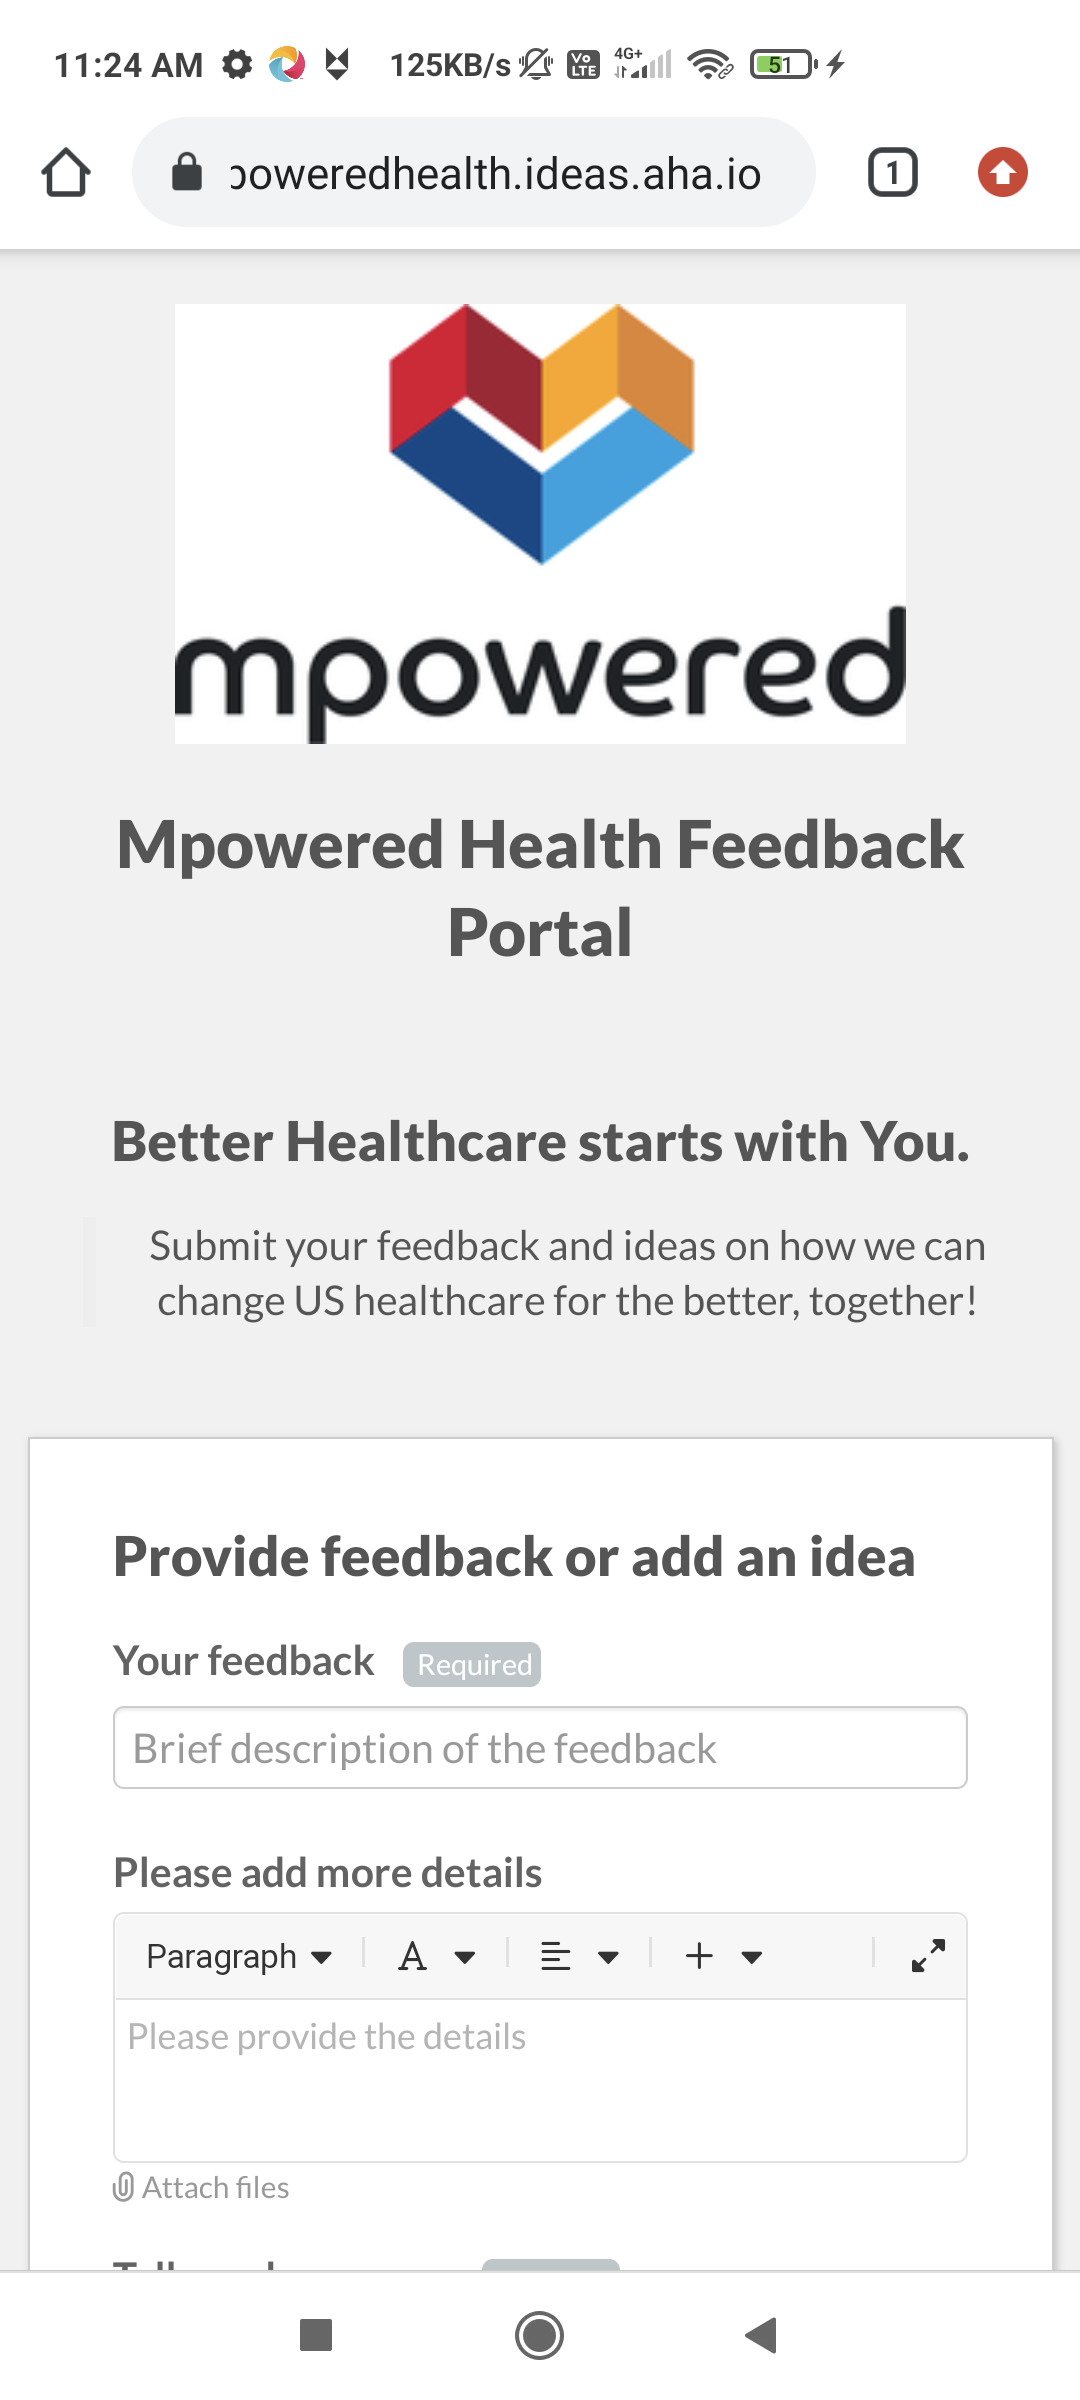 11:24 AM 125KB/s Vo LTE 4G+ 51
poweredhealth.ideas.aha.io 1
mpowered
Mpowered Health Feedback
Portal
Better Healthcare starts with You.
Submit your feedback and ideas on how we can
change US healthcare for the better, together!
Provide feedback or add an idea
Your feedback Required
Brief description of the feedback
Please add more details
Paragraph A
Please provide the details
Attach files